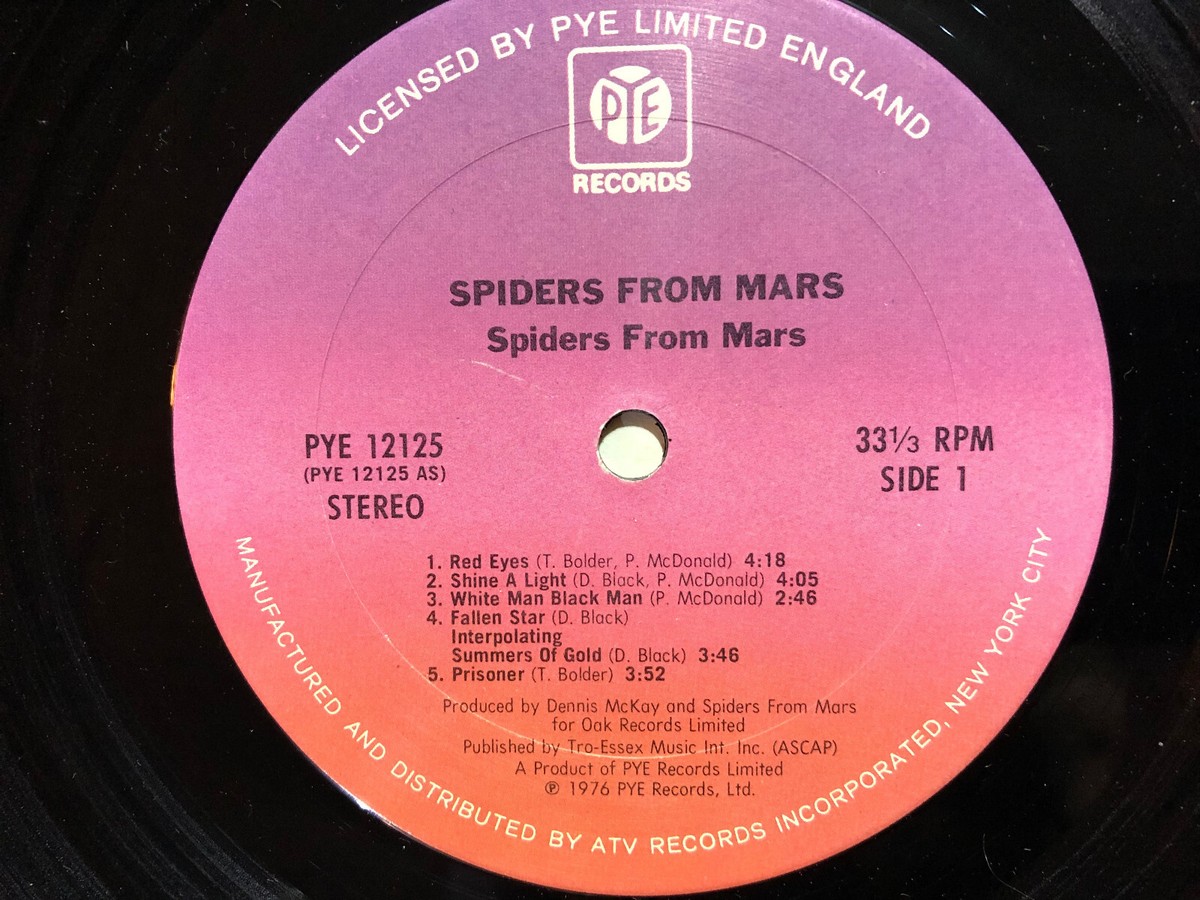 LICENSED BY PYE LIMITED ENGLAND
PYE
RECORDS
SPIDERS FROM MARS
Spiders From Mars
PYE 12125
(PYE 12125 AS)
STEREO
33⅓ RPM
SIDE 1
1. Red Eyes (T. Bolder, P. McDonald) 4:18
2. Shine A Light (D. Black, P. McDonald) 4:05
3. White Man Black Man (P. McDonald) 2:46
4. Fallen Star (D. Black)
Interpolating
Summers Of Gold (D. Black) 3:46
5. Prisoner (T. Bolder) 3:52
Produced by Dennis McKay and Spiders From Mars
for Oak Records Limited
Published by Tro-Essex Music Int. Inc. (ASCAP)
A Product of PYE Records Limited
℗ 1976 PYE Records, Ltd.
MANUFACTURED AND DISTRIBUTED BY ATV RECORDS INCORPORATED, NEW YORK CITY